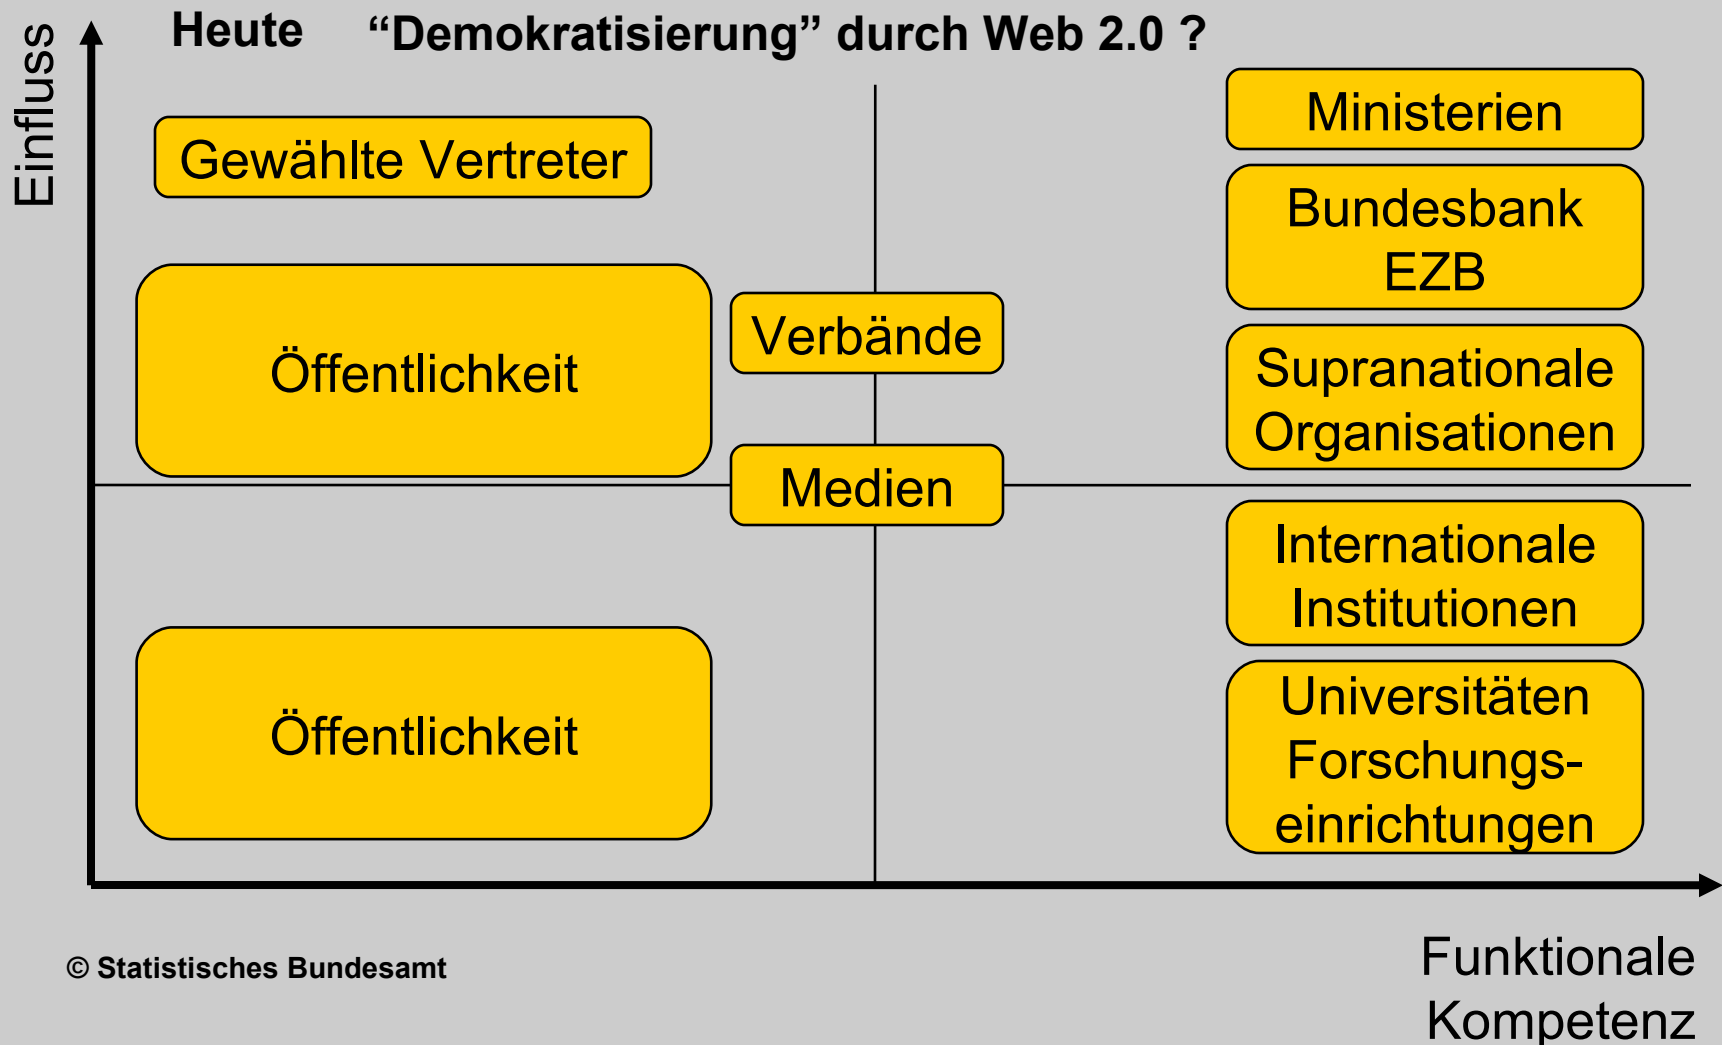 Heute “Demokratisierung” durch Web 2.0 ?
Einfluss
Gewählte Vertreter
Öffentlichkeit
Öffentlichkeit
Verbände
Medien
Ministerien
Bundesbank
EZB
Supranationale
Organisationen
Internationale
Institutionen
Universitäten
Forschungs-
einrichtungen
© Statistisches Bundesamt
Funktionale
Kompetenz